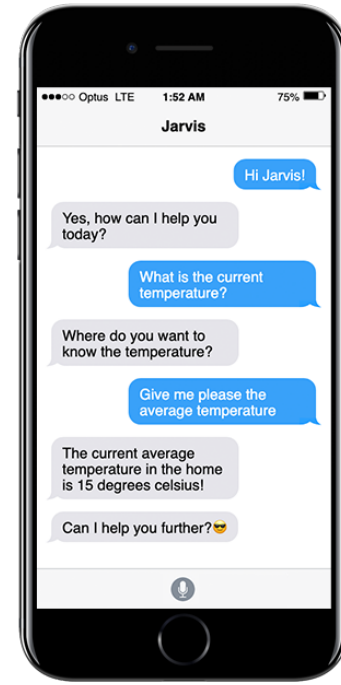 Optus LTE 1:52 AM 75%
Jarvis
Hi Jarvis!
Yes, how can I help you
today?
What is the current
temperature?
Where do you want to
know the temperature?
Give me please the
average temperature
The current average
temperature in the home
is 15 degrees celsius!
Can I help you further?😎